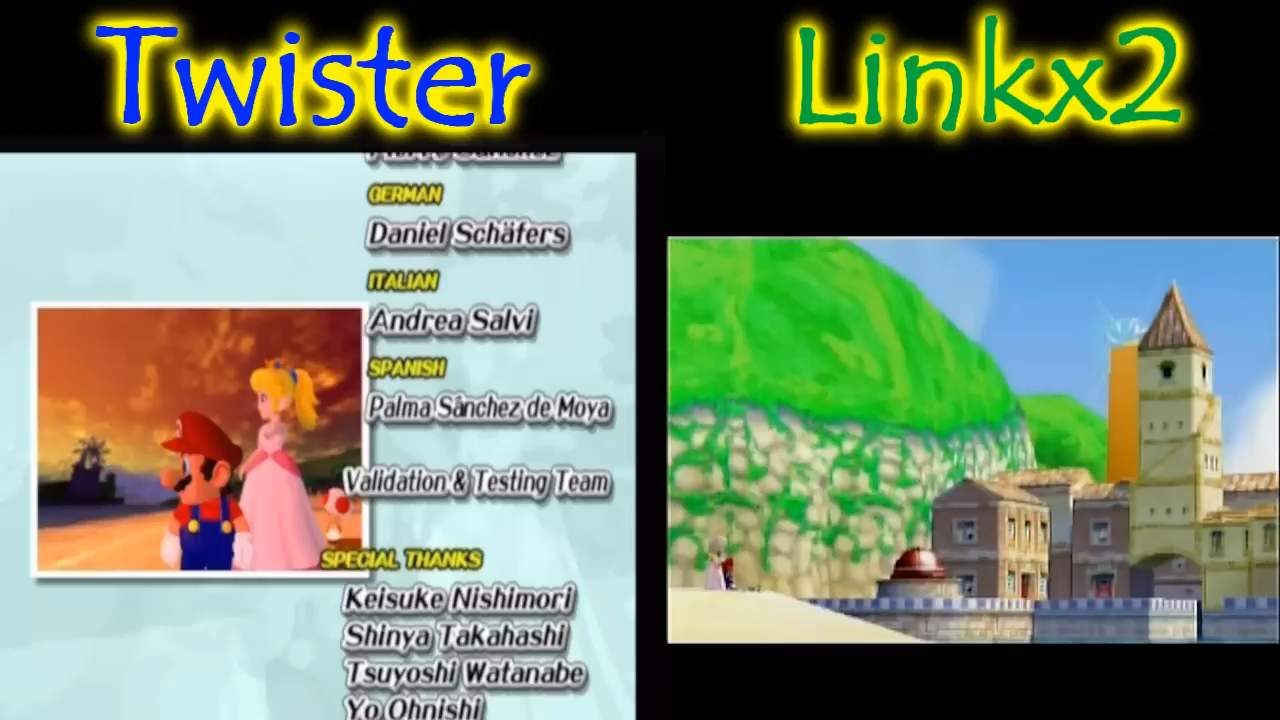 Twister
Linkx2
GERMAN
Daniel Schäfers
ITALIAN
Andrea Salvi
SPANISH
Palma Sánchez de Moya
Validation & Testing Team
SPECIAL THANKS
Keisuke Nishimori
Shinya Takahashi
Tsuyoshi Watanabe
Yo Ohnishi